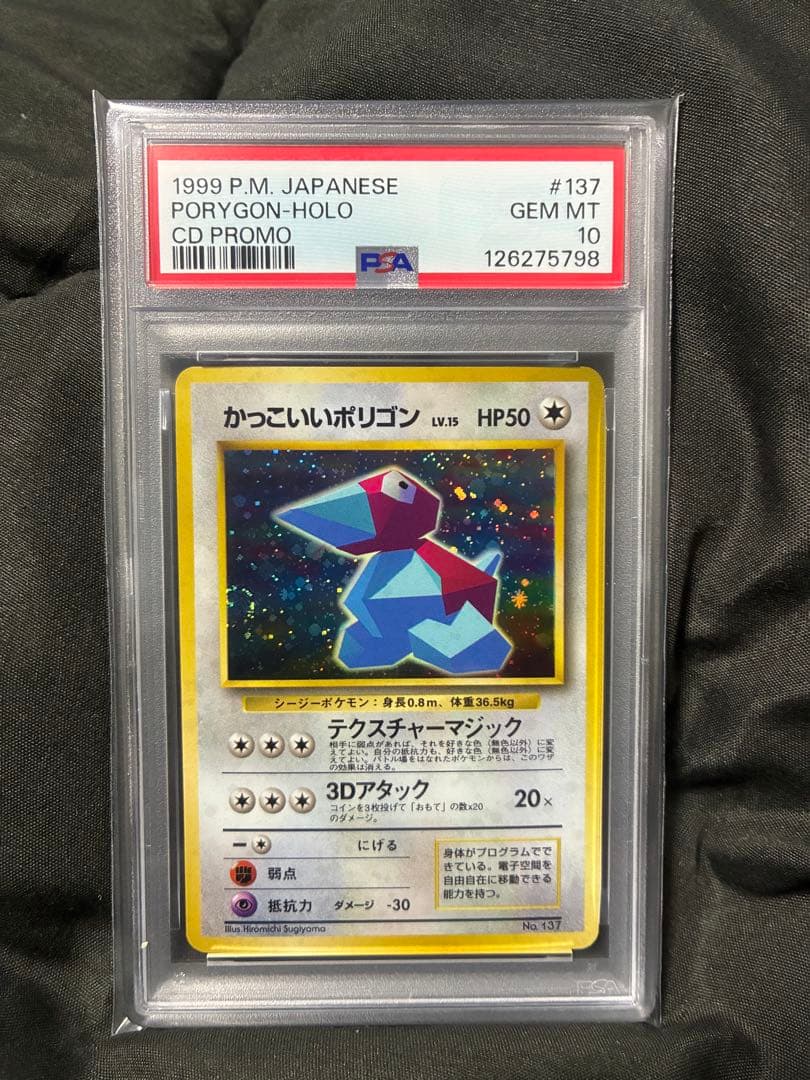 1999 P.M. JAPANESE #137
PORYGON-HOLO GEM MT
CD PROMO 10
PSA 126275798
かっこいいポリゴン LV.15 HP50
シージーポケモン：身長0.8m、体重36.5kg
テクスチャーマジック
相手に弱点があれば、それを好きな色（無色以外）に変
えてよい。自分の抵抗力も、好きな色（無色以外）に変
えてよい。バトル場をはなれたポケモンからは、このワザ
の効果は消える。
3Dアタック 20×
コインを3枚投げて「おもて」の数×20
のダメージ。
にげる
弱点
抵抗力 ダメージ -30
身体がプログラムでで
きている。電子空間を
自由自在に移動できる
能力を持つ。
Illus.Hiromichi Sugiyama No. 137
PSA